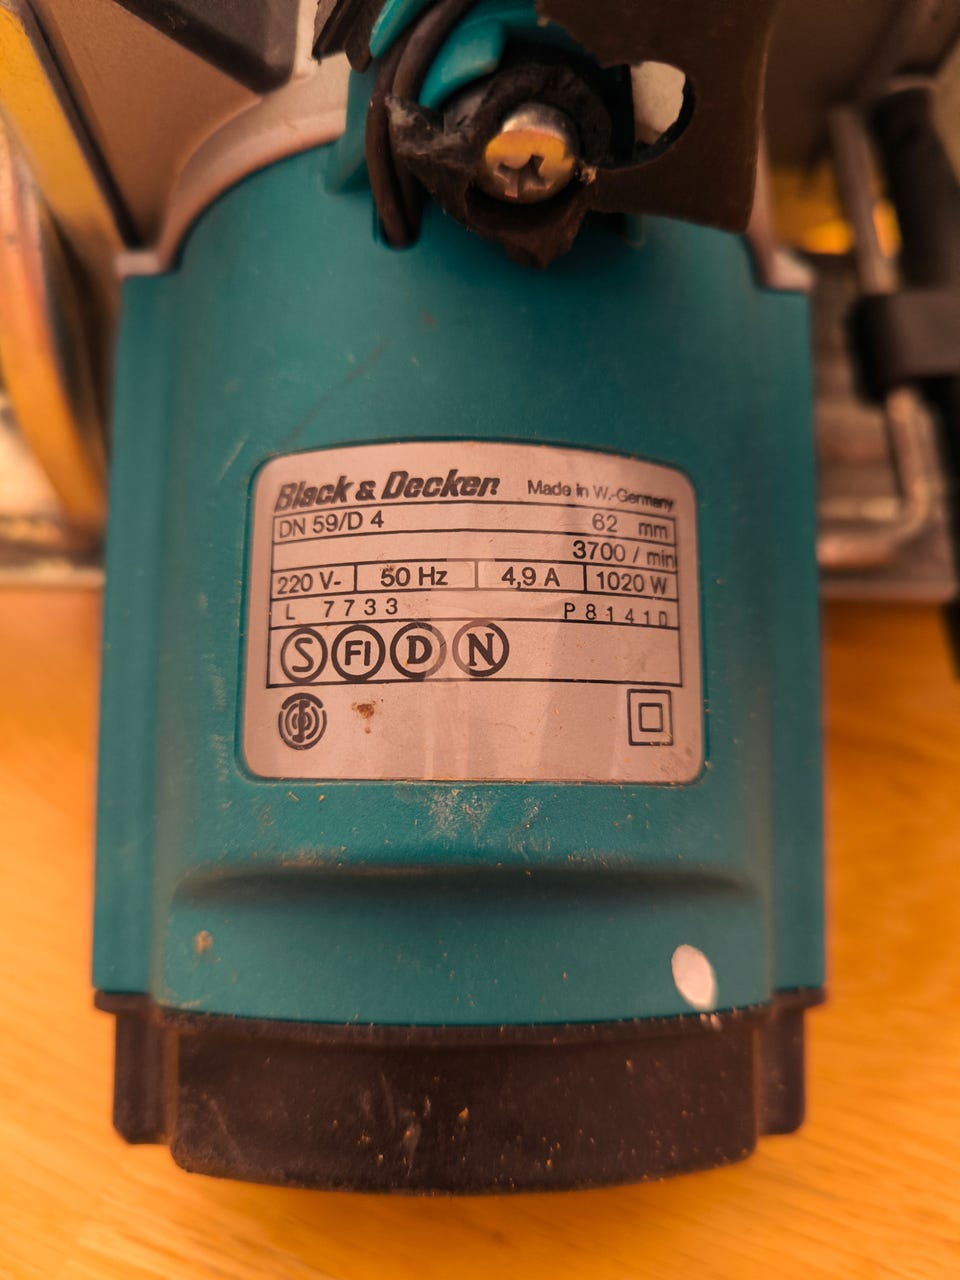 Black & Decker Made in W.-Germany
DN 59/D 4 62 mm
3700 / min
220 V~ 50 Hz 4,9 A 1020 W
L 7733 P81410
S FI D N